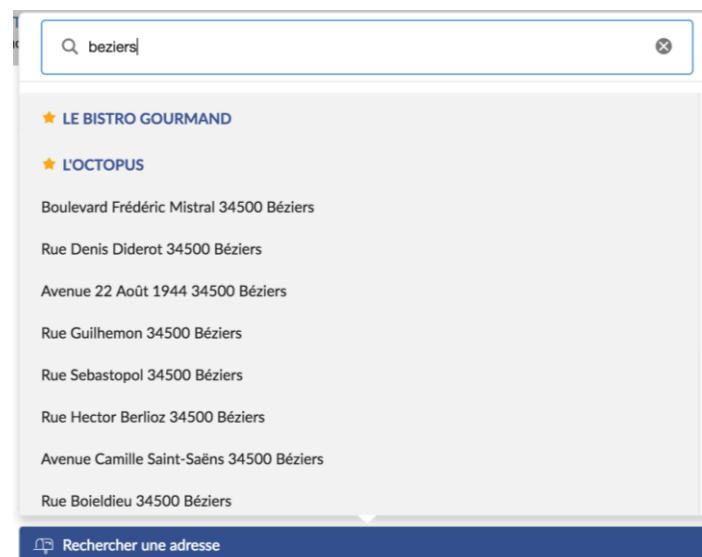 beziers
LE BISTRO GOURMAND
L'OCTOPUS
Boulevard Frédéric Mistral 34500 Béziers
Rue Denis Diderot 34500 Béziers
Avenue 22 Août 1944 34500 Béziers
Rue Guilhemon 34500 Béziers
Rue Sebastopol 34500 Béziers
Rue Hector Berlioz 34500 Béziers
Avenue Camille Saint-Saëns 34500 Béziers
Rue Boieldieu 34500 Béziers
Rechercher une adresse